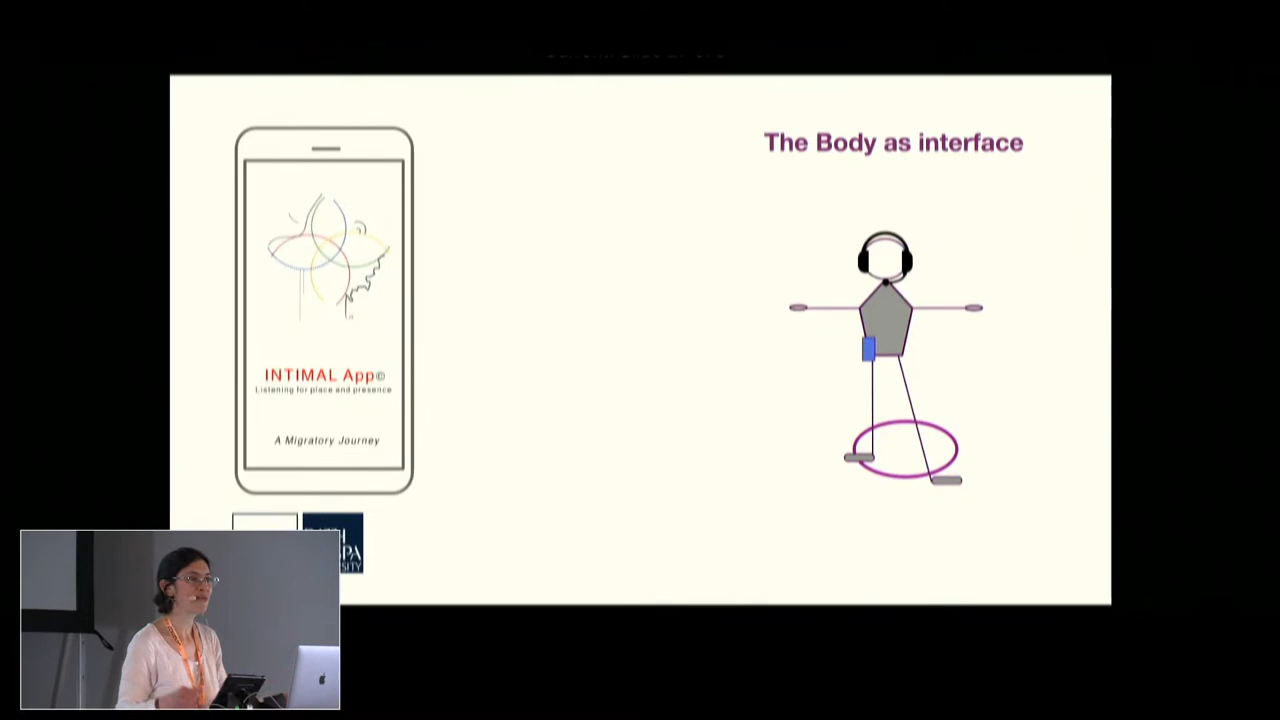 The Body as interface
INTIMAL App©
Listening for place and presence
A Migratory Journey